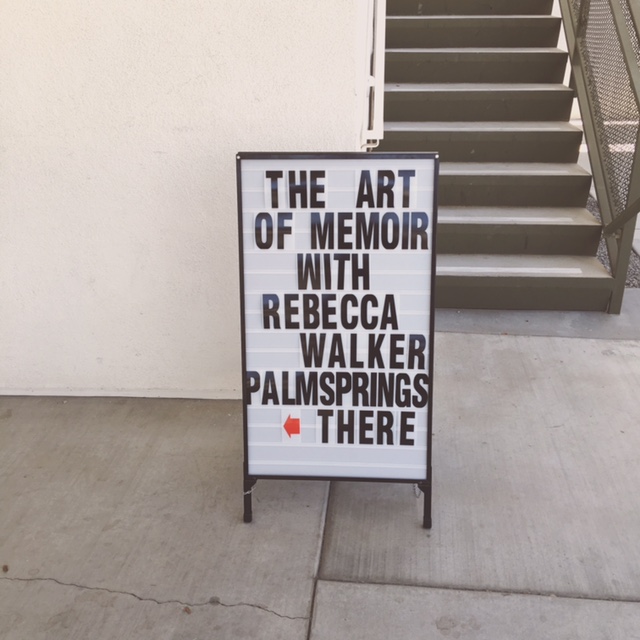 THE ART
OF MEMOIR
WITH
REBECCA
WALKER
PALMSPRINGS
THERE